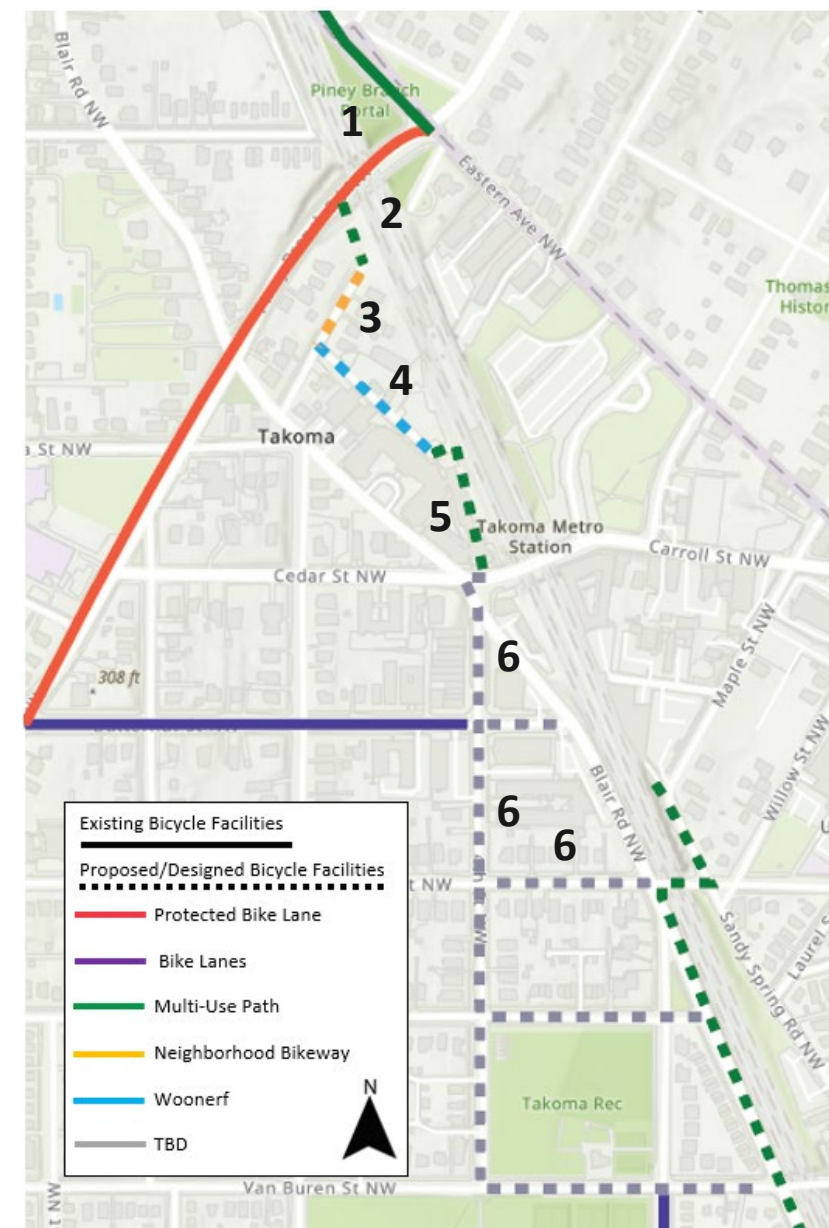 Blair Rd NW
Piney Branch
Portal
1
Eastern Ave NW
2
Thomas
Histor
3
4
Takoma
a St NW
5
Takoma Metro
Station
Carroll St NW
Cedar St NW
6
Maple St NW
308 ft
Willow St NW
Blair Rd NW
6
6
t NW
Sandy Spring Rd NW
Laurel S
Existing Bicycle Facilities
Proposed/Designed Bicycle Facilities
Protected Bike Lane
Bike Lanes
Multi-Use Path
Neighborhood Bikeway
Woonerf
TBD
N
Takoma Rec
Van Buren St NW